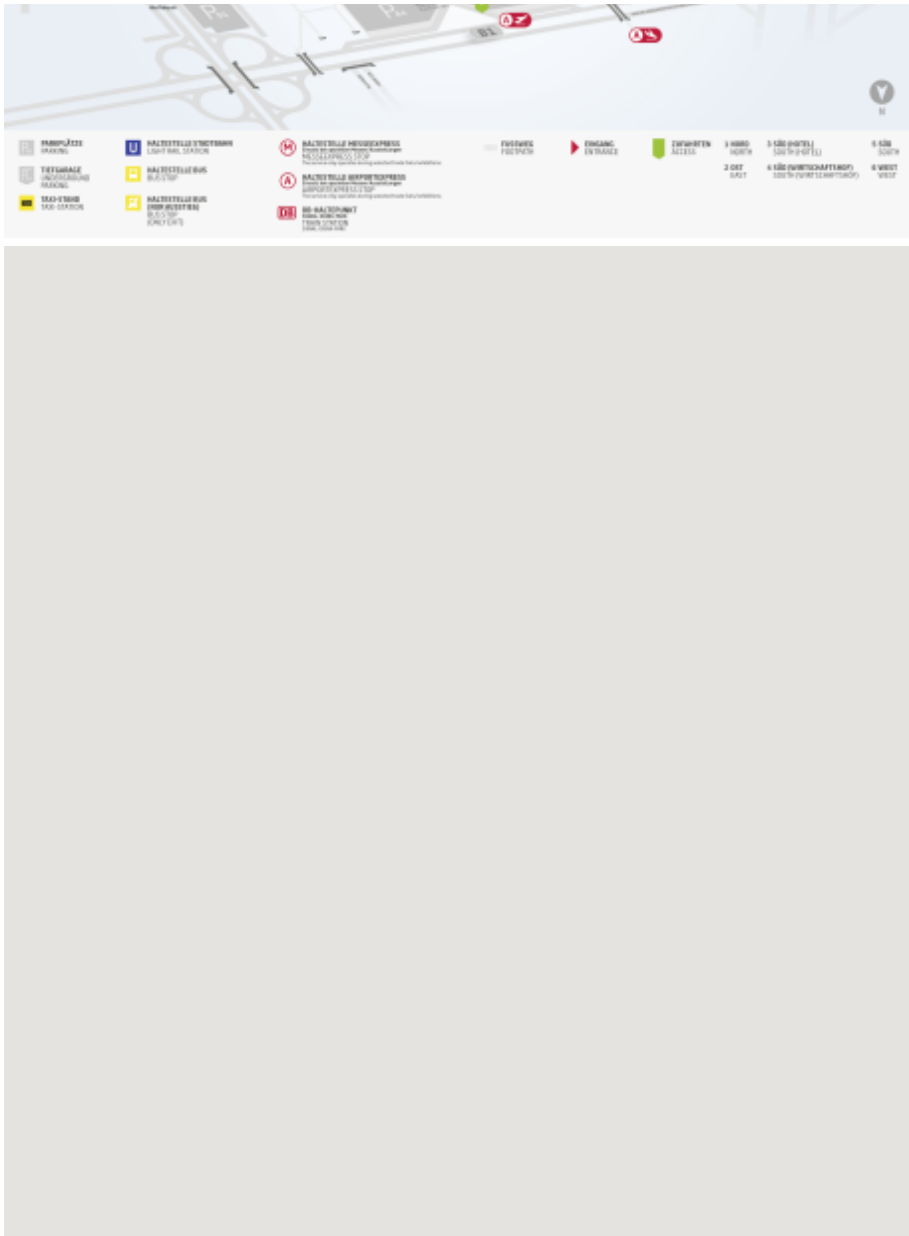 B1
A
A
N
P
PARKPLÄTZE
PARKING
TIEFGARAGE
UNDERGROUND
PARKING
TAXI-STAND
TAXI-STATION
U
HALTESTELLE STADTBAHN
LIGHT RAIL STATION
HALTESTELLE BUS
BUS STOP
HALTESTELLE BUS
(NUR AUSSTIEG)
BUS STOP
(ONLY EXIT)
M
HALTESTELLE MESSEEXPRESS
MESSEEXPRESS STOP
A
HALTESTELLE AIRPORTEXPRESS
AIRPORTEXPRESS STOP
DB
DB-HALTEPUNKT
TRAIN STATION
FUSSWEG
FOOTPATH
EINGANG
ENTRANCE
ZUFAHRTEN
ACCESS
1 NORD
NORTH
2 OST
EAST
3 SÜD (HOTEL)
SOUTH (HOTEL)
4 SÜD (WIRTSCHAFTSHOF)
SOUTH (WIRTSCHAFTSHOF)
5 SÜD
SOUTH
6 WEST
WEST